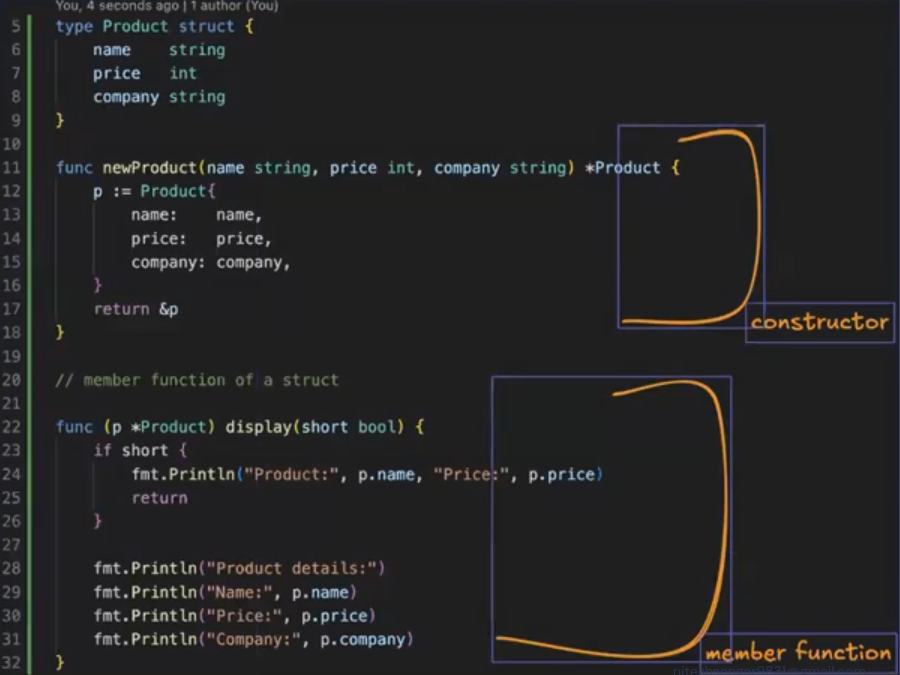 You, 4 seconds ago | 1 author (You)
5 type Product struct {
6 name string
7 price int
8 company string
9 }
10
11 func newProduct(name string, price int, company string) *Product {
12 p := Product{
13 name: name,
14 price: price,
15 company: company,
16 }
17 return &p
18 }
constructor
19
20 // member function of a struct
21
22 func (p *Product) display(short bool) {
23 if short {
24 fmt.Println("Product:", p.name, "Price:", p.price)
25 return
26 }
27
28 fmt.Println("Product details:")
29 fmt.Println("Name:", p.name)
30 fmt.Println("Price:", p.price)
31 fmt.Println("Company:", p.company)
32 }
member function